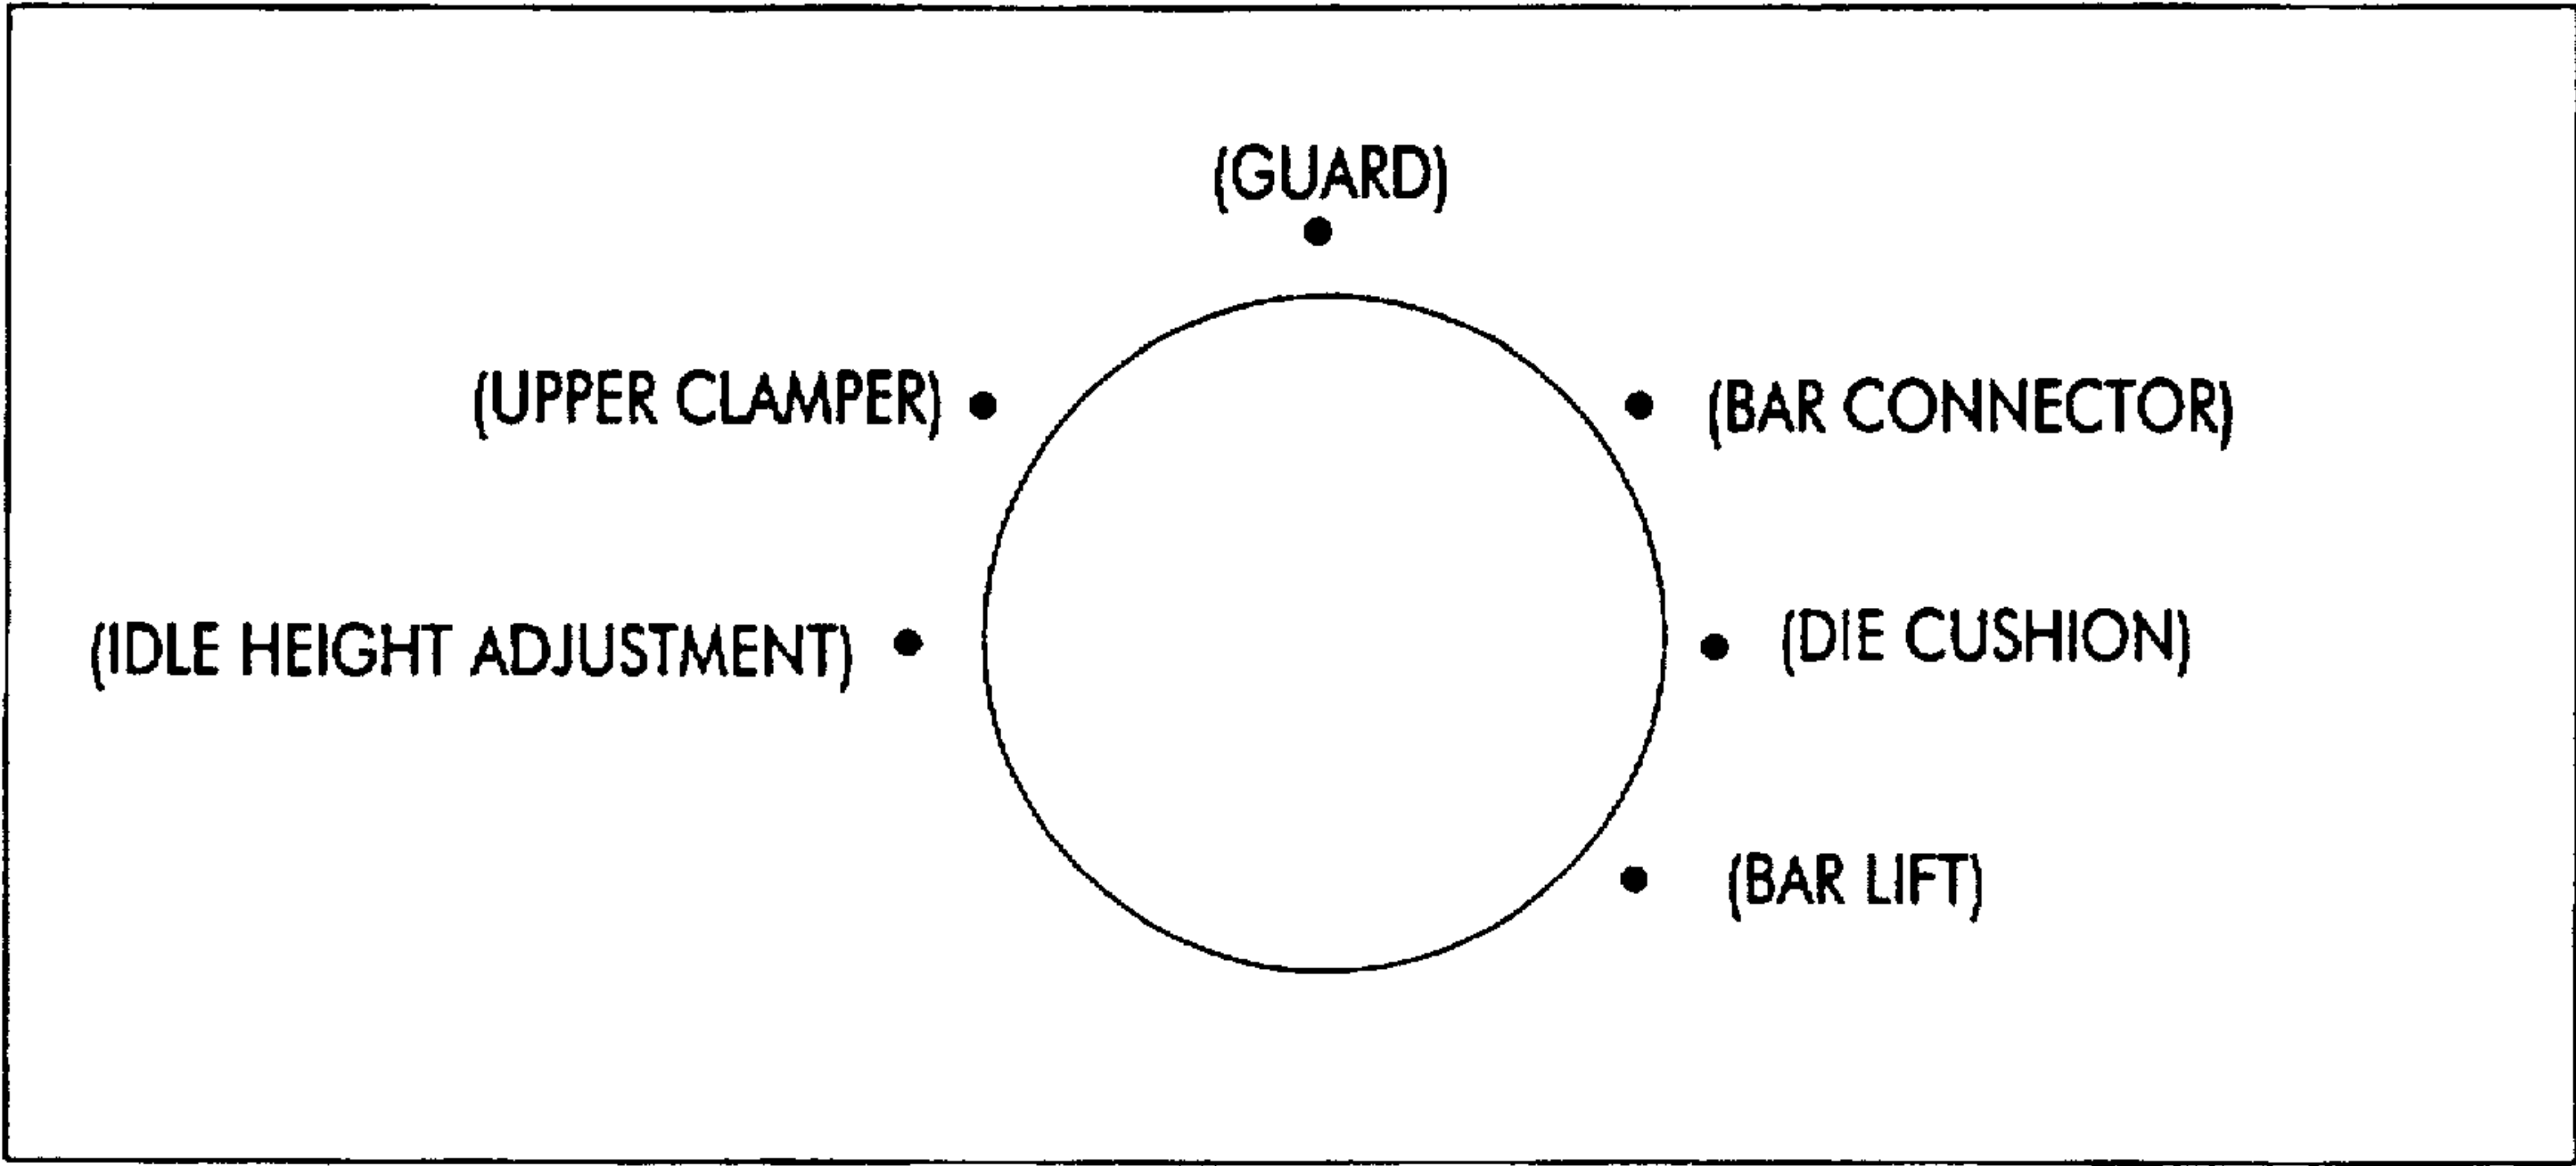 (GUARD)
(UPPER CLAMPER)
(BAR CONNECTOR)
(IDLE HEIGHT ADJUSTMENT)
(DIE CUSHION)
(BAR LIFT)